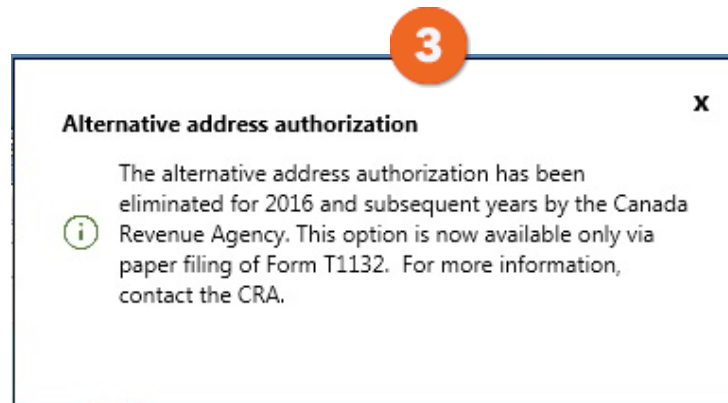 3
x
Alternative address authorization
The alternative address authorization has been
eliminated for 2016 and subsequent years by the Canada
Revenue Agency. This option is now available only via
paper filing of Form T1132.  For more information,
contact the CRA.